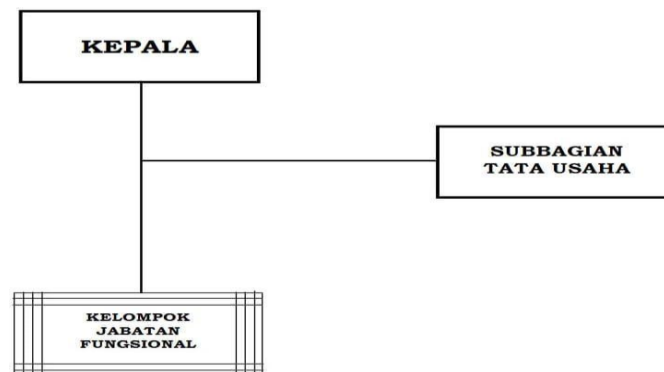 KEPALA
SUBBAGIAN
TATA USAHA
KELOMPOK
JABATAN
FUNGSIONAL